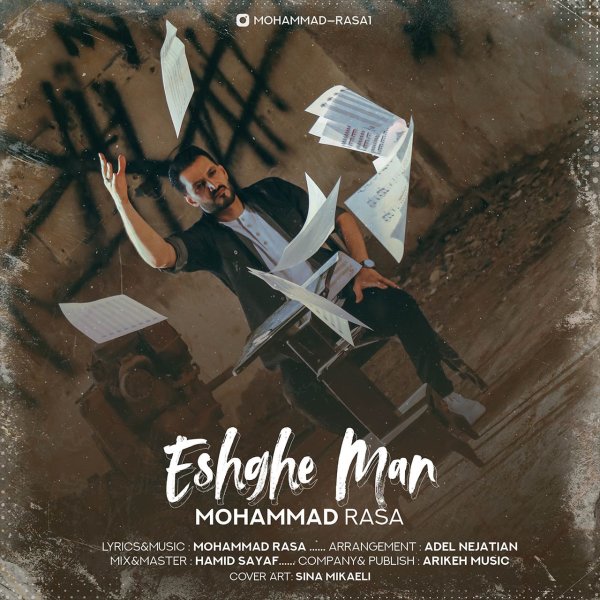 MOHAMMAD-RASA1
Eshghe Man
MOHAMMAD RASA
LYRICS&MUSIC : MOHAMMAD RASA ...... ARRANGEMENT : ADEL NEJATIAN
MIX&MASTER : HAMID SAYAF...... COMPANY& PUBLISH : ARIKEH MUSIC
COVER ART: SINA MIKAELI